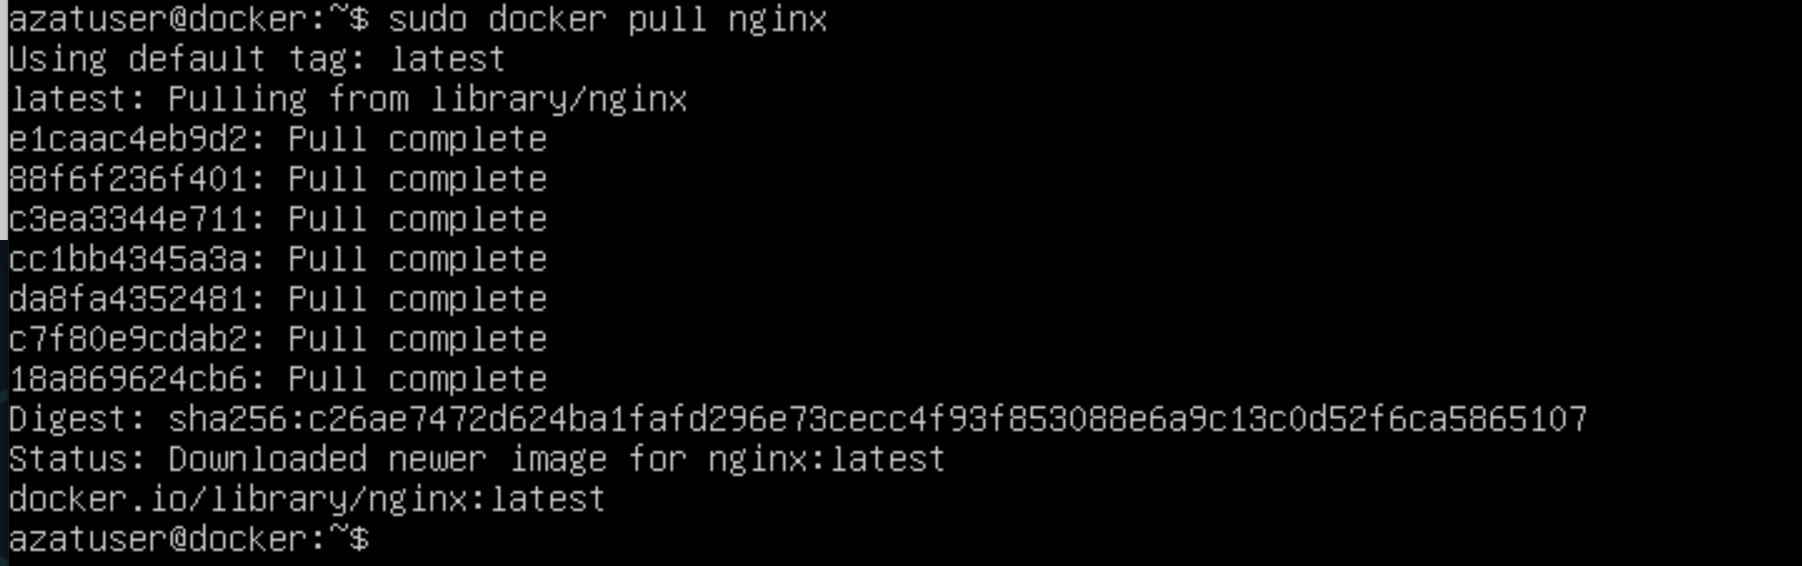 azatuser@docker:~$ sudo docker pull nginx
Using default tag: latest
latest: Pulling from library/nginx
e1caac4eb9d2: Pull complete
88f6f236f401: Pull complete
c3ea3344e711: Pull complete
cc1bb4345a3a: Pull complete
da8fa4352481: Pull complete
c7f80e9cdab2: Pull complete
18a869624cb6: Pull complete
Digest: sha256:c26ae7472d624ba1fafd296e73cecc4f93f853088e6a9c13c0d52f6ca5865107
Status: Downloaded newer image for nginx:latest
docker.io/library/nginx:latest
azatuser@docker:~$